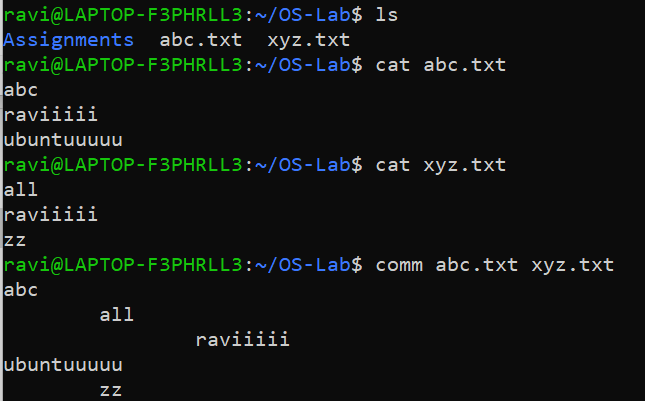 ravi@LAPTOP-F3PHRLL3:~/OS-Lab$ ls
Assignments  abc.txt  xyz.txt
ravi@LAPTOP-F3PHRLL3:~/OS-Lab$ cat abc.txt
abc
raviiiii
ubuntuuuuu
ravi@LAPTOP-F3PHRLL3:~/OS-Lab$ cat xyz.txt
all
raviiiii
zz
ravi@LAPTOP-F3PHRLL3:~/OS-Lab$ comm abc.txt xyz.txt
abc
        all
                raviiiii
ubuntuuuuu
        zz